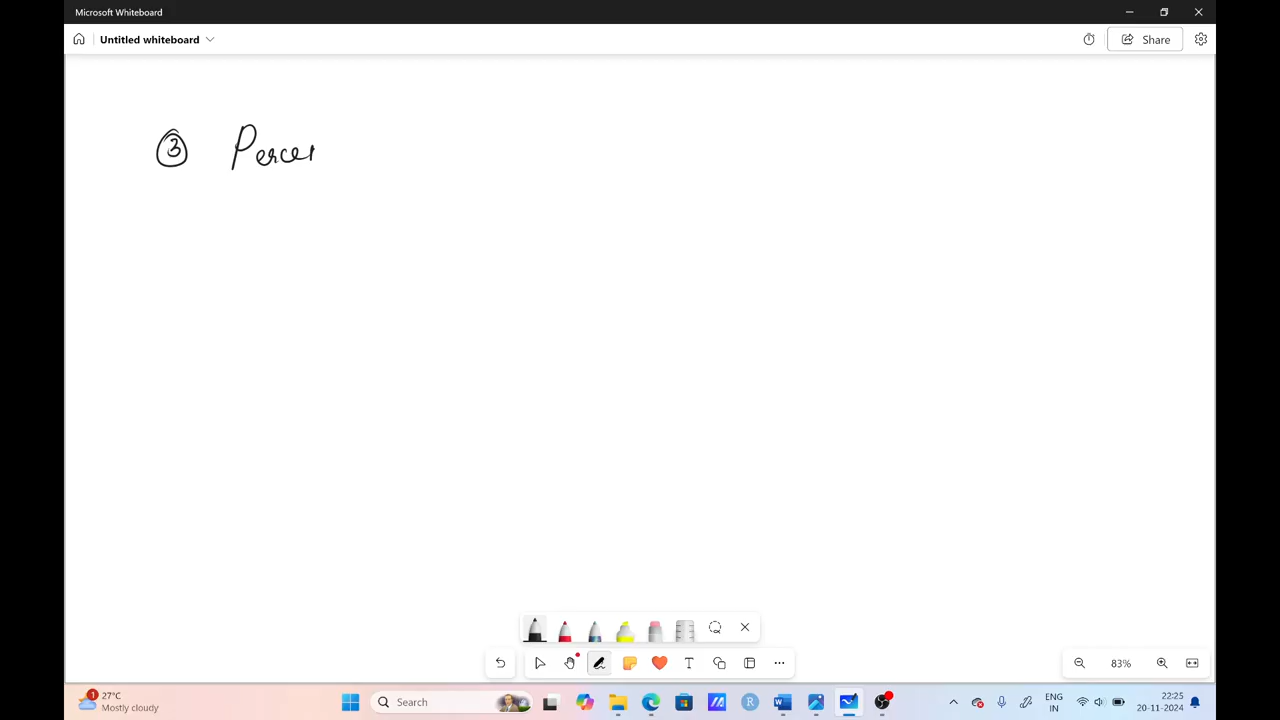 Microsoft Whiteboard
Untitled whiteboard
Share
3 Percer
83%
1
27°C
Mostly cloudy
Search
ENG
IN
22:25
20-11-2024